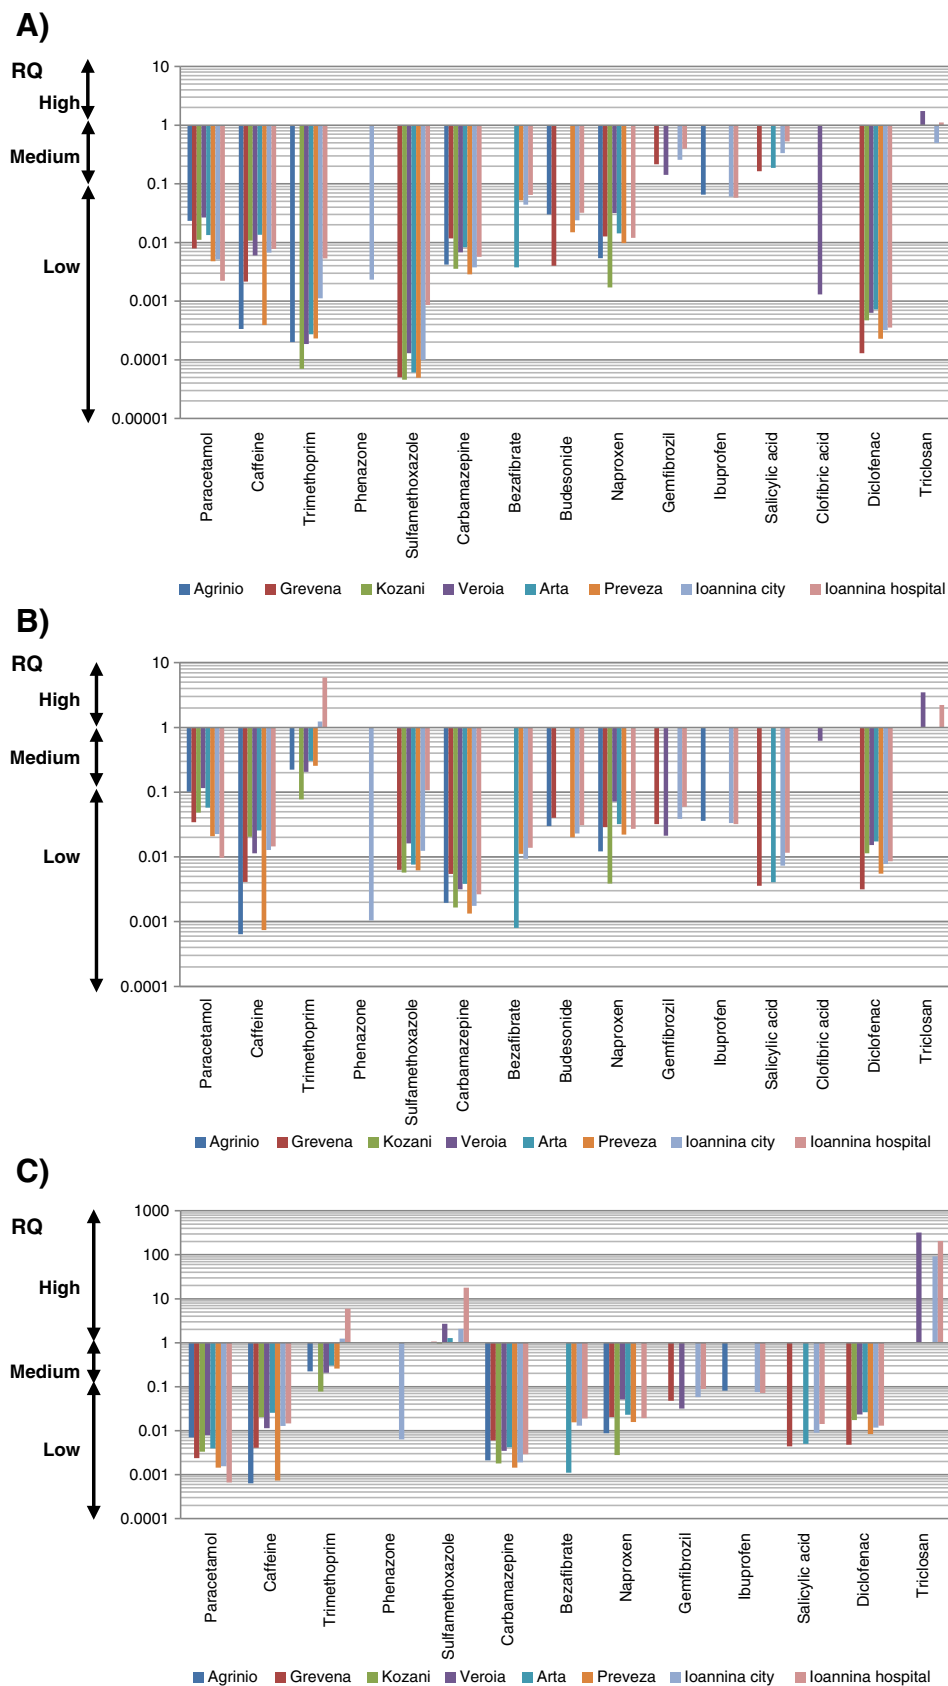 A)
RQ
High
Medium
Low
10
1
0.1
0.01
0.001
0.0001
0.00001
Paracetamol
Caffeine
Trimethoprim
Phenazone
Sulfamethoxazole
Carbamazepine
Bezafibrate
Budesonide
Naproxen
Gemfibrozil
Ibuprofen
Salicylic acid
Clofibric acid
Diclofenac
Triclosan
Agrinio Grevena Kozani Veroia Arta Preveza Ioannina city Ioannina hospital
B)
RQ
High
Medium
Low
10
1
0.1
0.01
0.001
0.0001
Paracetamol
Caffeine
Trimethoprim
Phenazone
Sulfamethoxazole
Carbamazepine
Bezafibrate
Budesonide
Naproxen
Gemfibrozil
Ibuprofen
Salicylic acid
Clofibric acid
Diclofenac
Triclosan
Agrinio Grevena Kozani Veroia Arta Preveza Ioannina city Ioannina hospital
C)
RQ
High
Medium
Low
1000
100
10
1
0.1
0.01
0.001
0.0001
Paracetamol
Caffeine
Trimethoprim
Phenazone
Sulfamethoxazole
Carbamazepine
Bezafibrate
Naproxen
Gemfibrozil
Ibuprofen
Salicylic acid
Diclofenac
Triclosan
Agrinio Grevena Kozani Veroia Arta Preveza Ioannina city Ioannina hospital